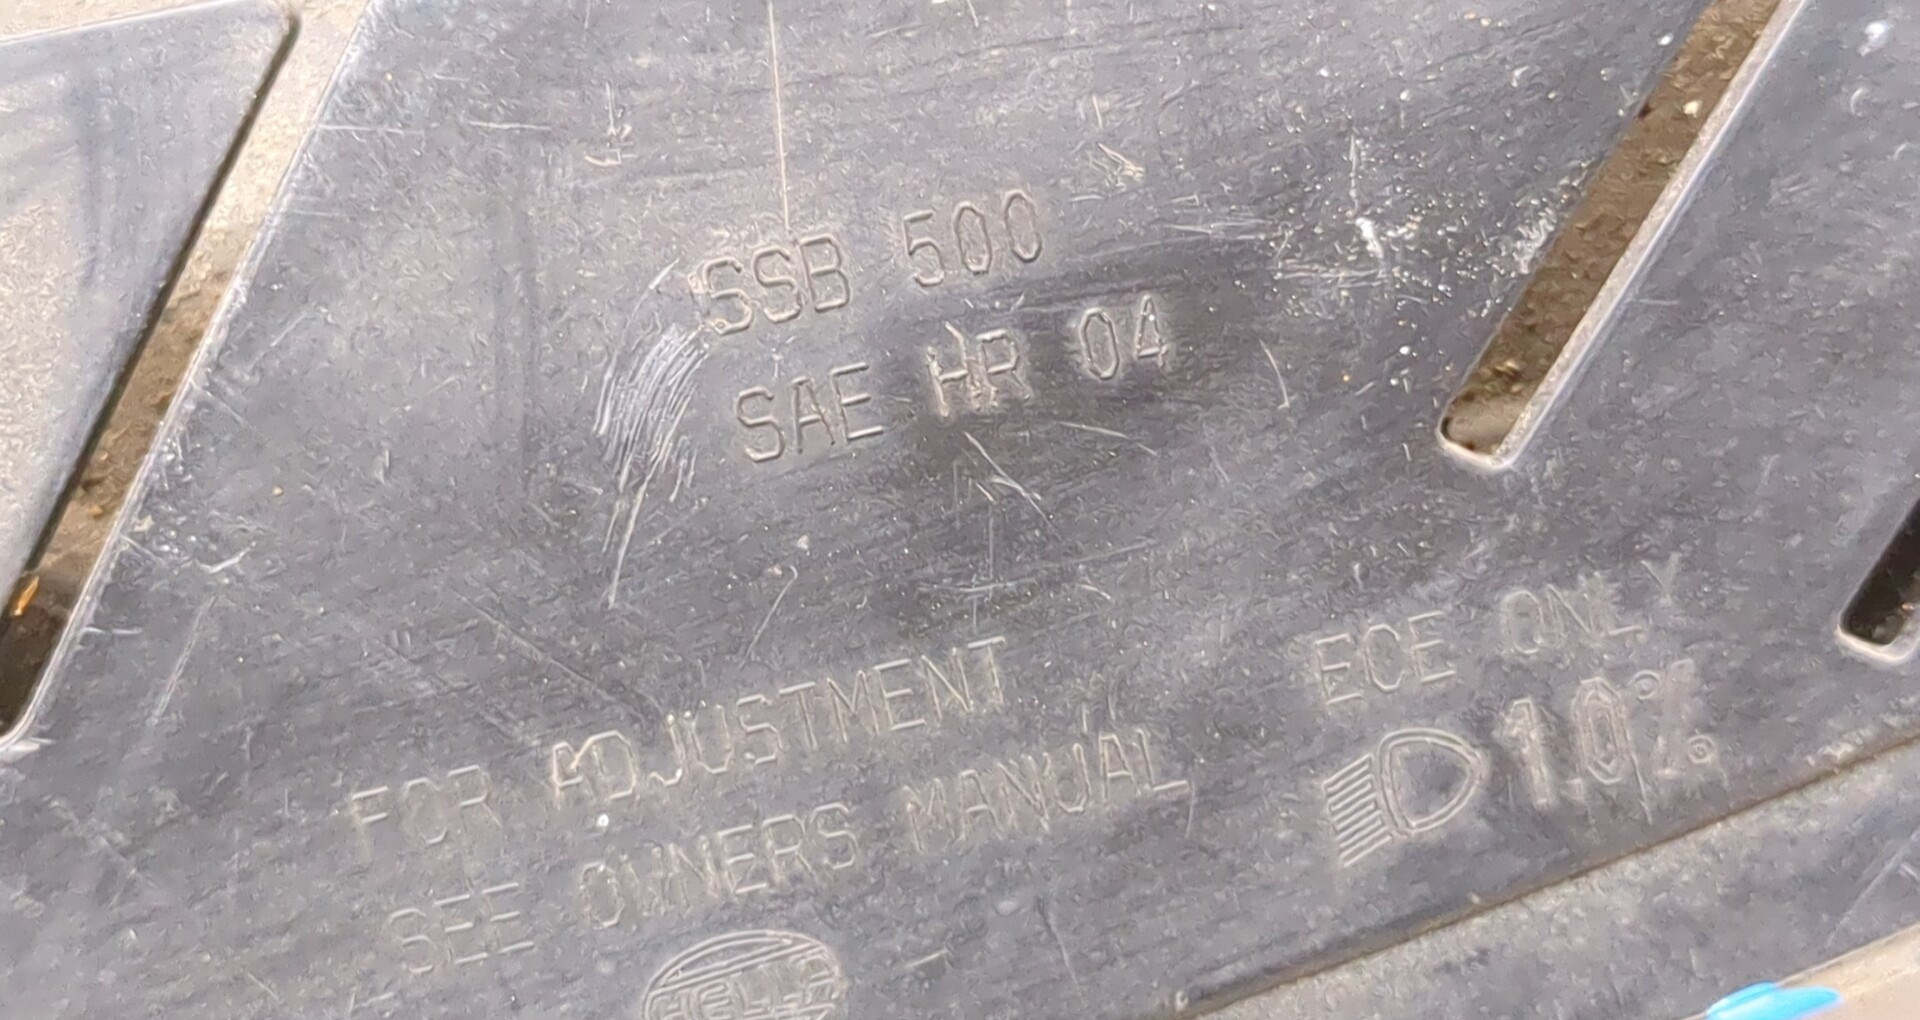 SSB 500
SAE HR 04
FOR ADJUSTMENT
SEE OWNERS MANUAL
ECE ONLY
1.0%
HELLA